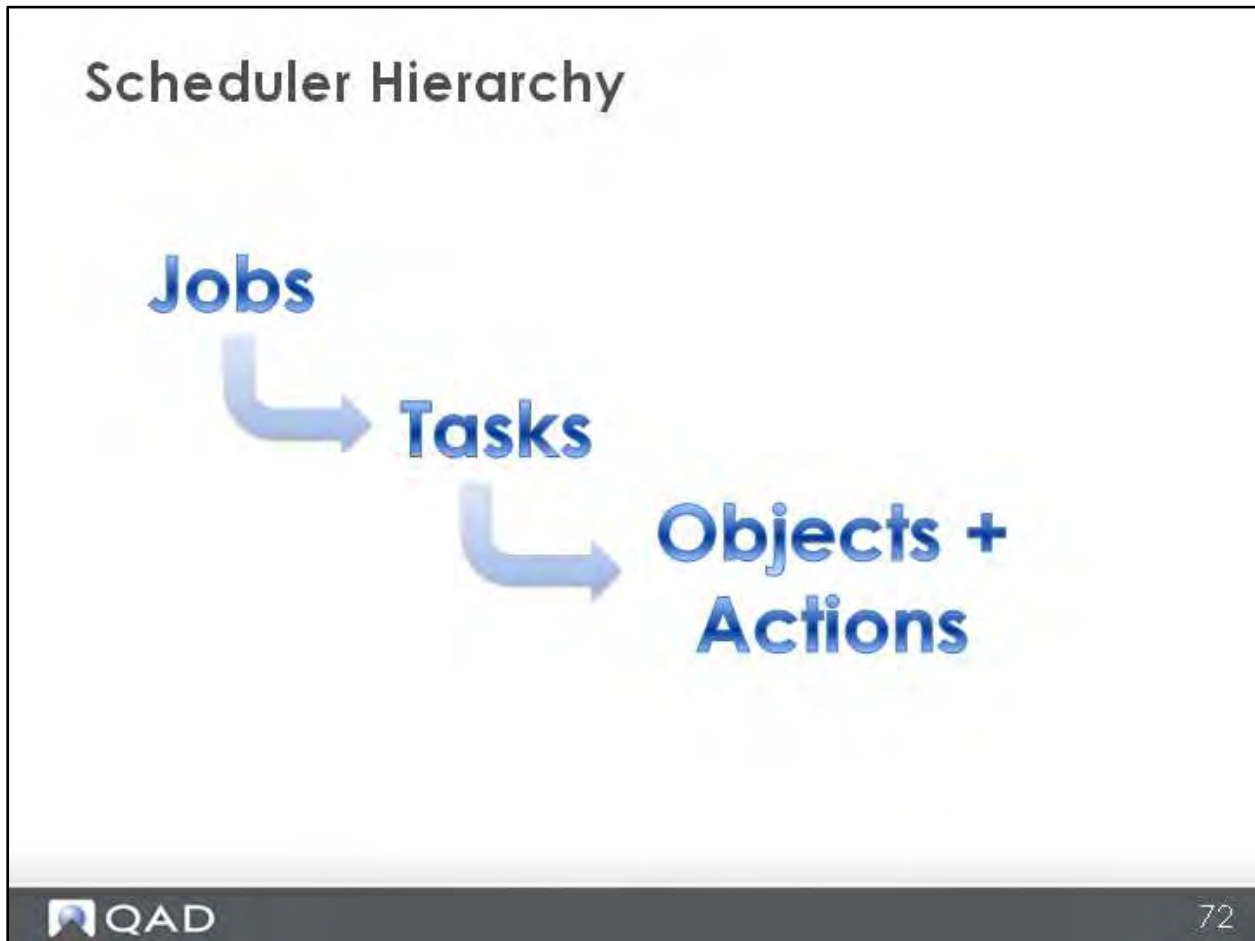 Scheduler Hierarchy
Jobs
Tasks
Objects +
Actions
QAD
72